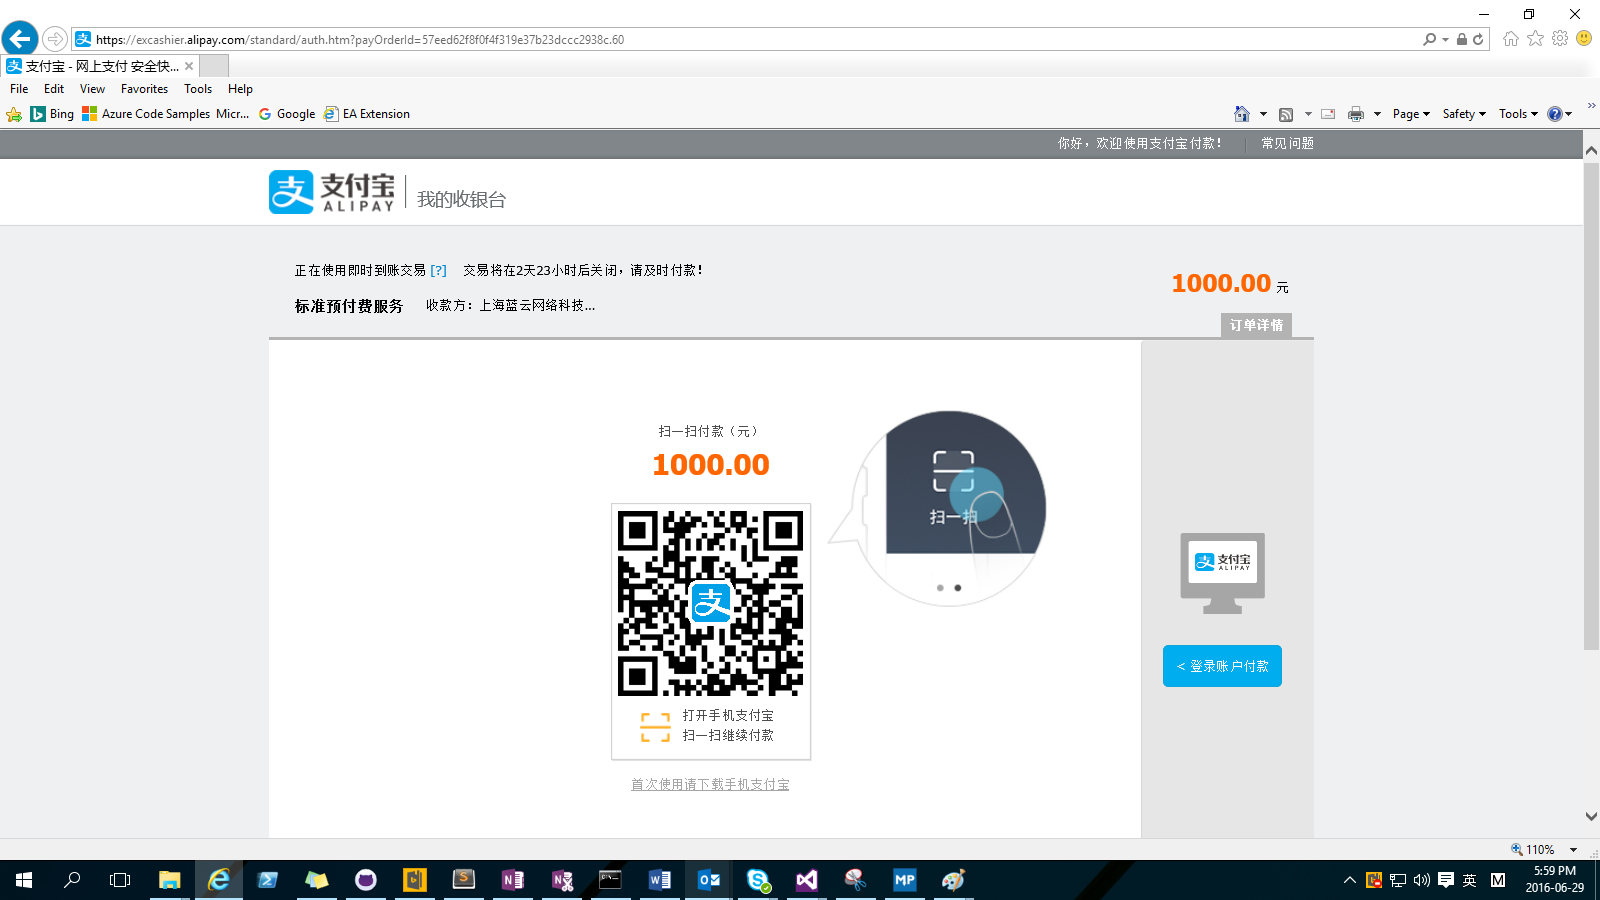 https://excashier.alipay.com/standard/auth.htm?payOrderId=57eed62f8f0f4f319e37b23dccc2938c.60
支付宝 - 网上支付 安全快...
File Edit View Favorites Tools Help
Bing Azure Code Samples Micr... Google EA Extension
Page Safety Tools
你好，欢迎使用支付宝付款！ 常见问题
支付宝
ALIPAY
我的收银台
正在使用即时到账交易 [?] 交易将在2天23小时后关闭，请及时付款！
1000.00 元
标准预付费服务 收款方：上海蓝云网络科技...
订单详情
扫一扫付款（元）
1000.00
扫一扫
支
支付宝
ALIPAY
< 登录账户付款
打开手机支付宝
扫一扫继续付款
首次使用请下载手机支付宝
110%
MP
英 M
5:59 PM
2016-06-29